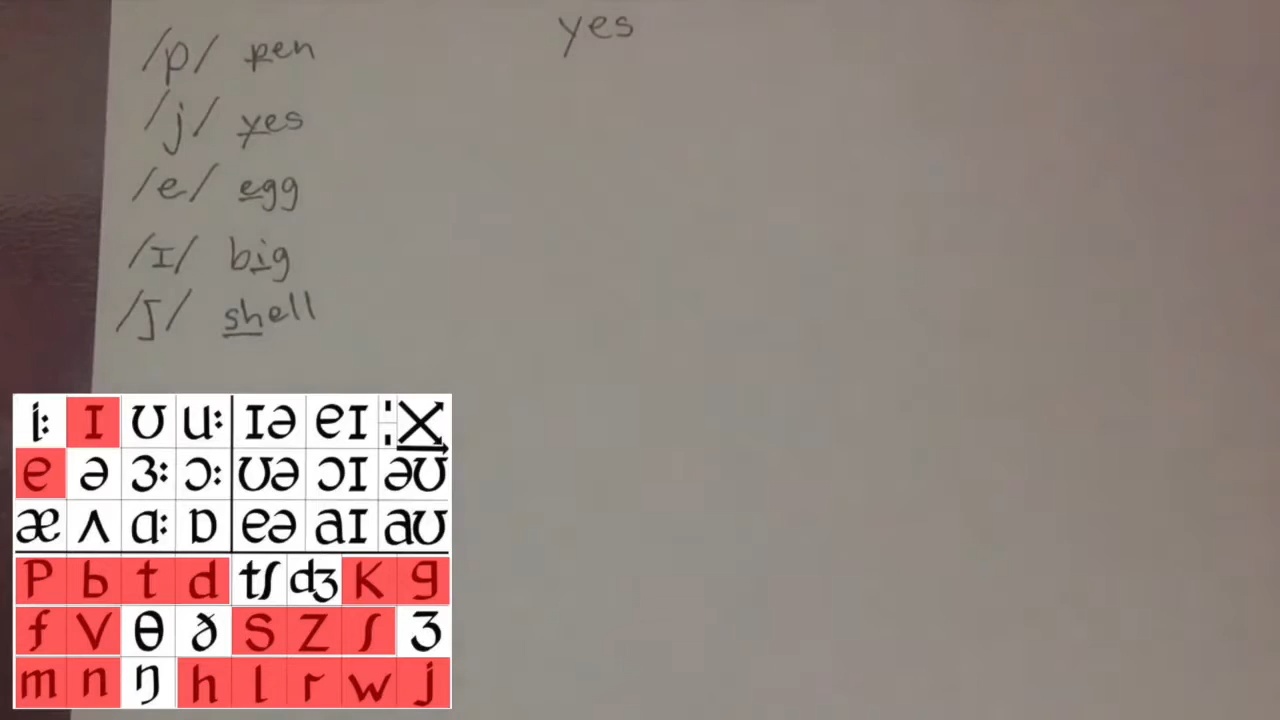 /p/ pen
yes
/j/ yes
/e/ egg
/ɪ/ big
/ʃ/ shell
iː ɪ ʊ uː ɪə eɪ
e ə ɜː ɔː ʊə ɔɪ əʊ
æ ʌ ɑː ɒ eə aɪ aʊ
p b t d tʃ dʒ k g
f v θ ð s z ʃ ʒ
m n ŋ h l r w j